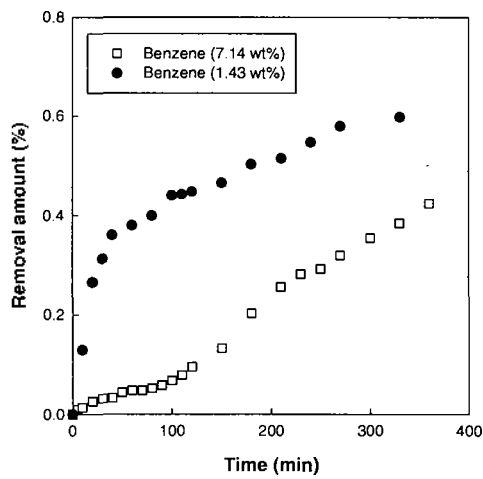 0.8
Benzene (7.14 wt%)
Benzene (1.43 wt%)
0.6
0.4
0.2
0.0
0 100 200 300 400
Removal amount (%)
Time (min)